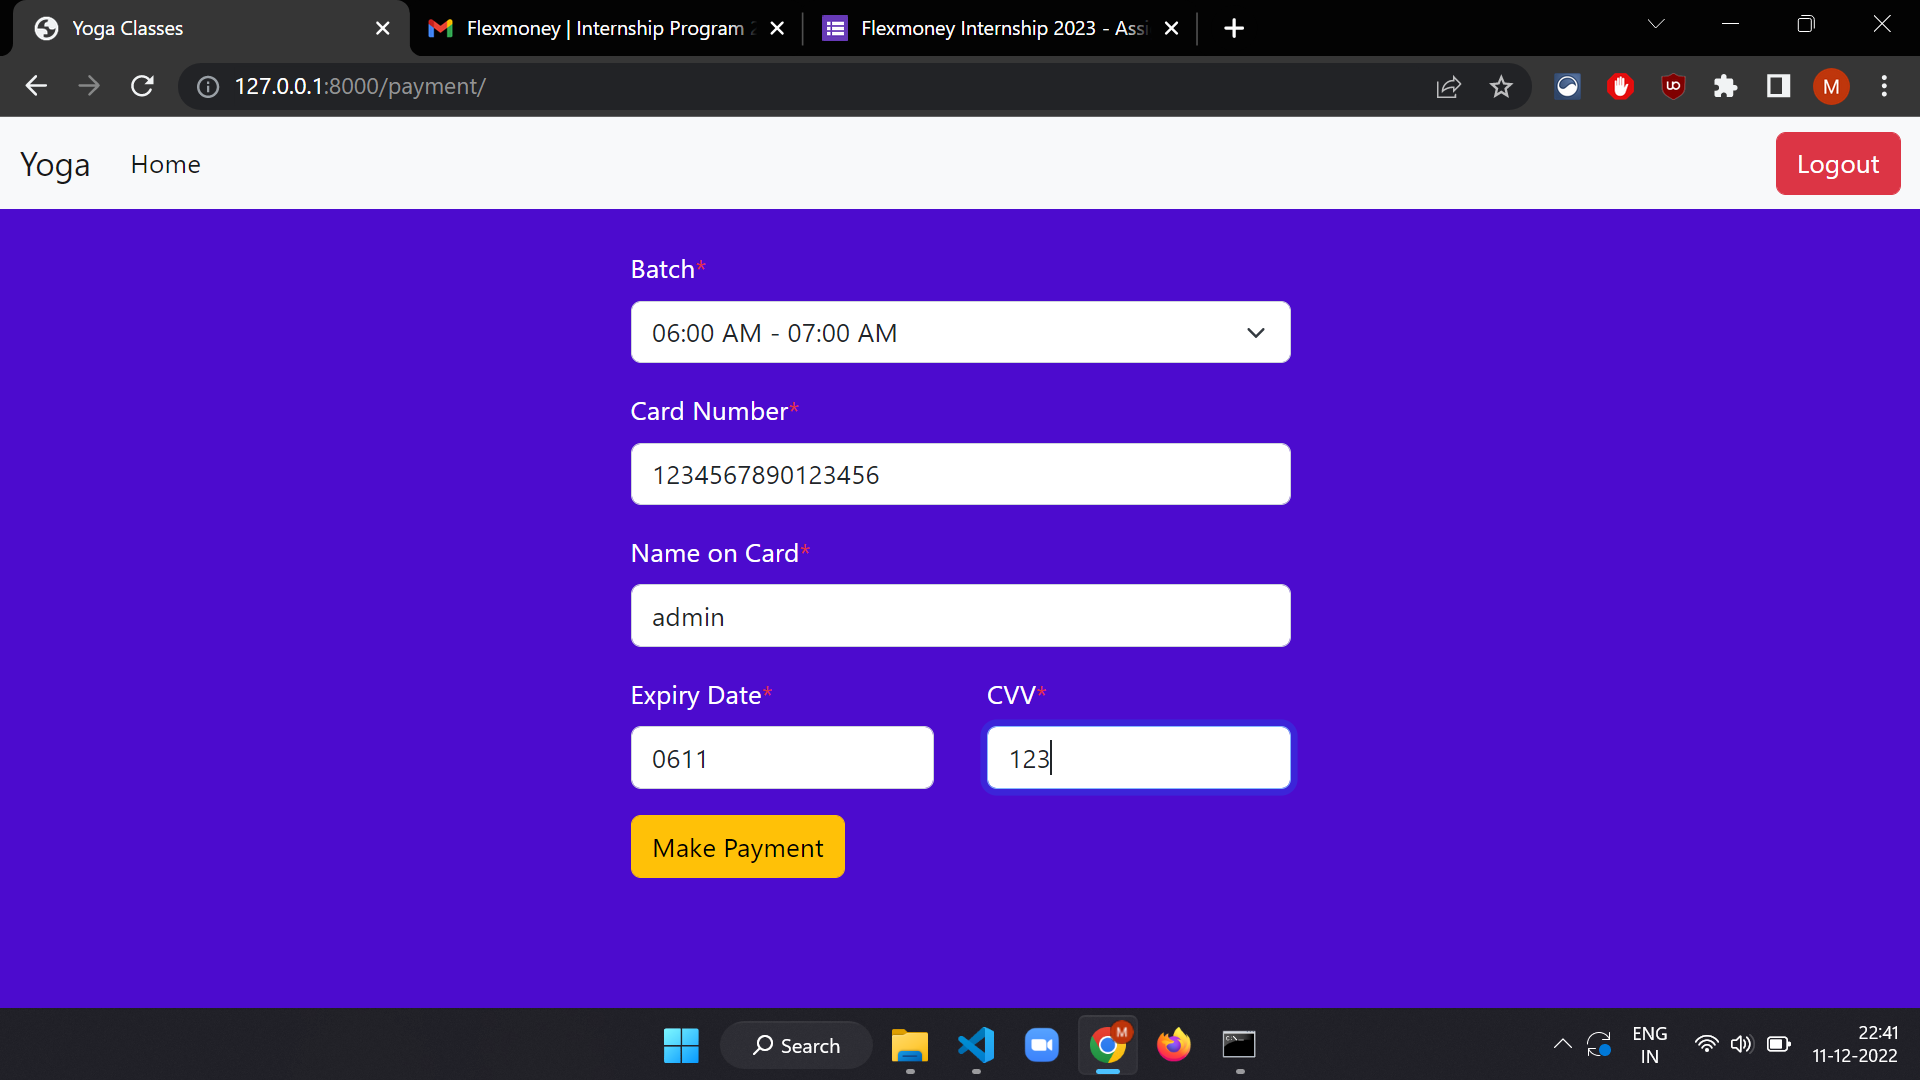 Yoga Classes
Flexmoney | Internship Program 2
Flexmoney Internship 2023 - Assi
127.0.0.1:8000/payment/
M
Yoga Home Logout
Batch*
06:00 AM - 07:00 AM
Card Number*
1234567890123456
Name on Card*
admin
Expiry Date* CVV*
0611 123
Make Payment
Search
M
ENG
IN
22:41
11-12-2022